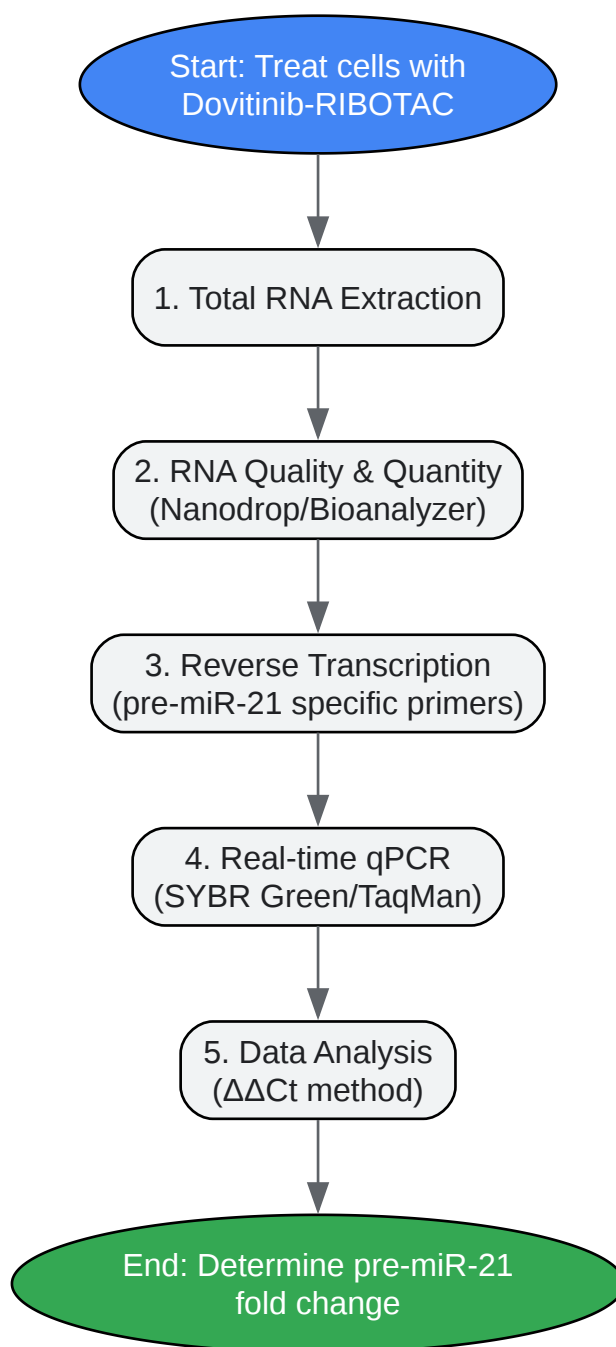 Start: Treat cells with
Dovitinib-RIBOTAC
1. Total RNA Extraction
2. RNA Quality & Quantity
(Nanodrop/Bioanalyzer)
3. Reverse Transcription
(pre-miR-21 specific primers)
4. Real-time qPCR
(SYBR Green/TaqMan)
5. Data Analysis
(ΔΔCt method)
End: Determine pre-miR-21
fold change